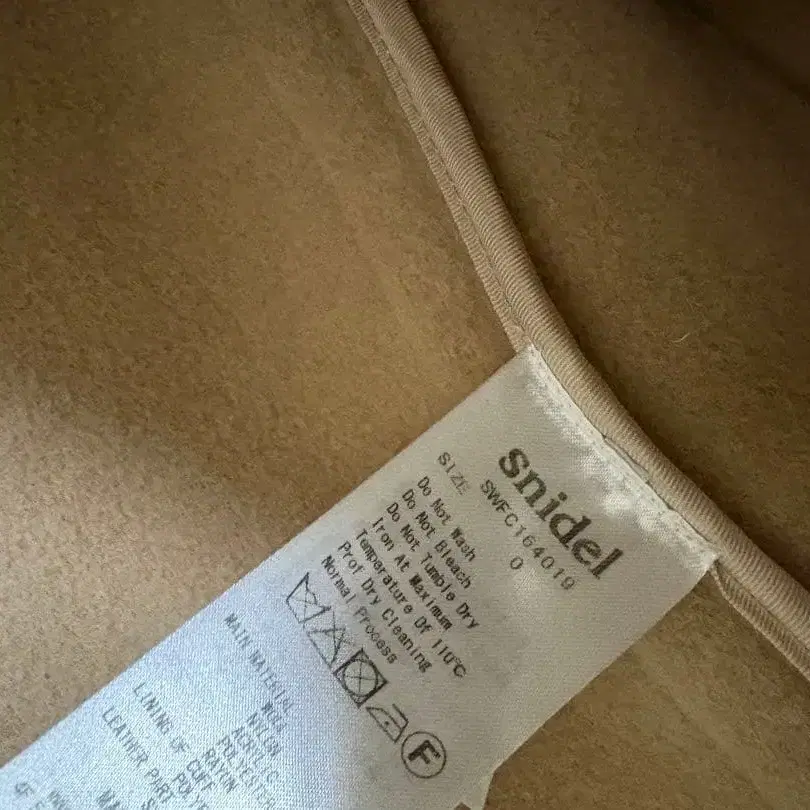 snidel
SWFC164019
SIZE 0
Do Not Wash
Do Not Bleach
Do Not Tumble Dry
Iron At Maximum
Temperature Of 110℃
Prof Dry Cleaning
Normal Process
F
MAIN MATERIAL
WOOL
NYLON
ACRYLIC
POLYESTER
RAYON
LINING OF CUFF
POLYE
LEATHER PART